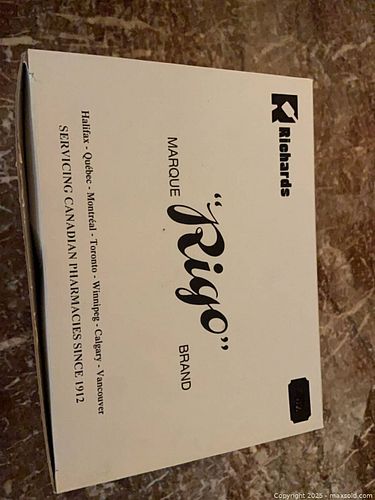 Richards
MARQUE "Rigo" BRAND
Halifax - Québec - Montréal - Toronto - Winnipeg - Calgary - Vancouver
SERVICING CANADIAN PHARMACIES SINCE 1912
Copyright © 2025 - maxsold.com